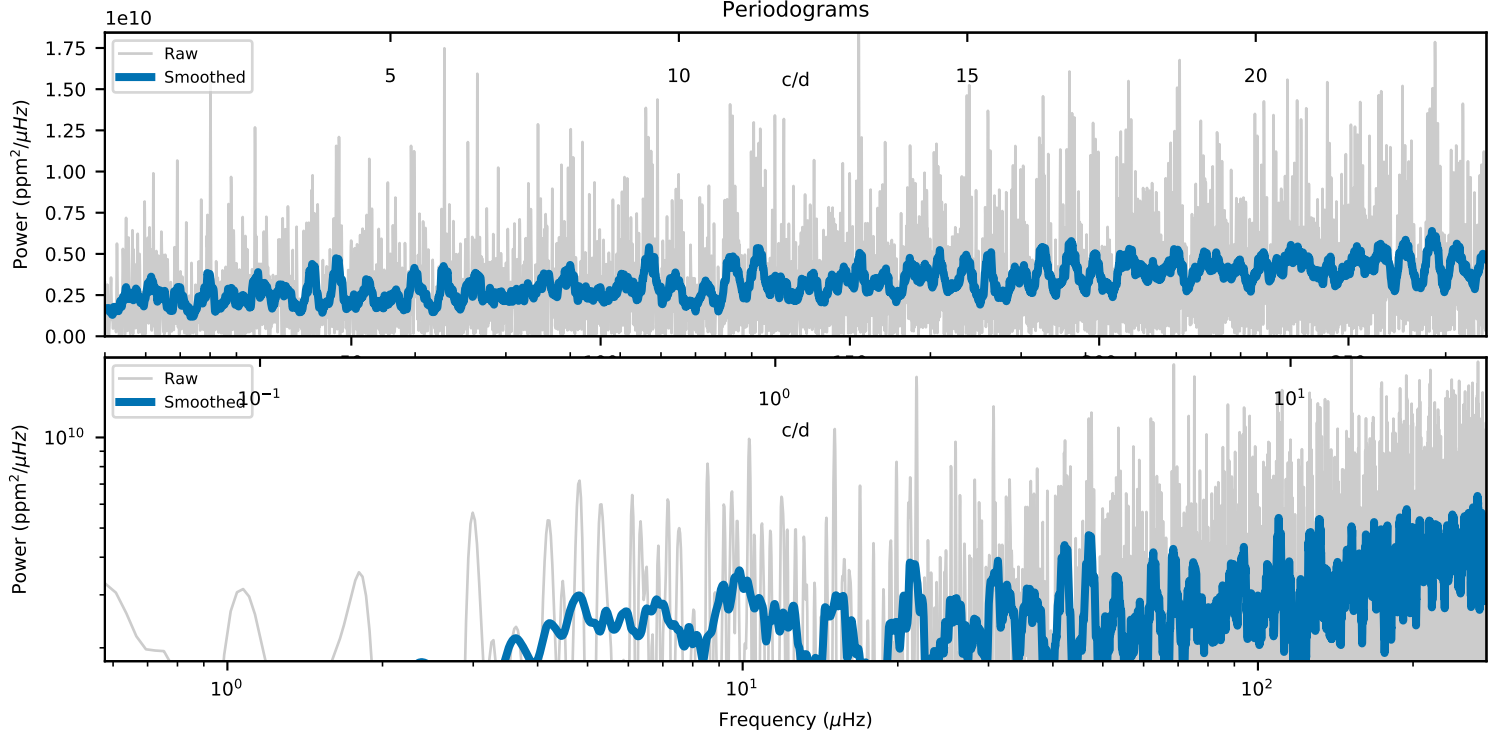 Periodograms
1e10
Raw
Smoothed
5 10 15 20
c/d
1.75
1.50
1.25
1.00
0.75
0.50
0.25
0.00
Power (ppm²/μHz)
Raw
Smoothed
10⁻¹ 10⁰ 10¹
c/d
10¹⁰
Power (ppm²/μHz)
10⁰ 10¹ 10²
Frequency (μHz)